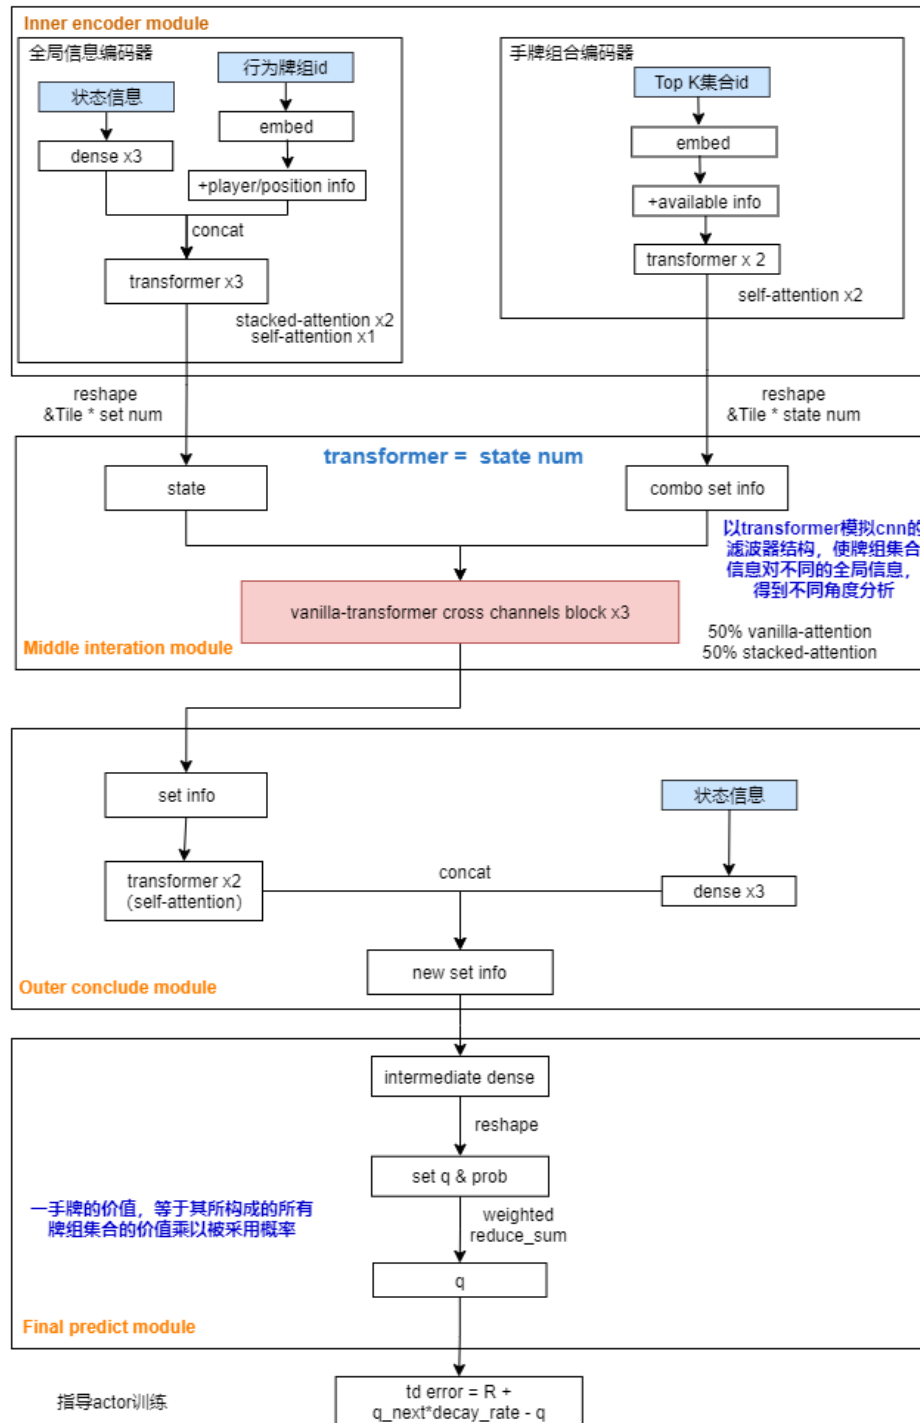 Inner encoder module
全局信息编码器
行为牌组id
状态信息
embed
dense x3
+player/position info
concat
transformer x3
stacked-attention x2
self-attention x1
手牌组合编码器
Top K集合id
embed
+available info
transformer x 2
self-attention x2
reshape
&Tile * set num
reshape
&Tile * state num
transformer = state num
state
combo set info
以transformer模拟cnn的
滤波器结构，使牌组集合
信息对不同的全局信息，
得到不同角度分析
vanilla-transformer cross channels block x3
50% vanilla-attention
50% stacked-attention
Middle interation module
set info
状态信息
transformer x2
(self-attention)
concat
dense x3
new set info
Outer conclude module
intermediate dense
reshape
set q & prob
一手牌的价值，等于其所构成的所有
牌组集合的价值乘以被采用概率
weighted
reduce_sum
q
Final predict module
指导actor训练
td error = R +
q_next*decay_rate - q